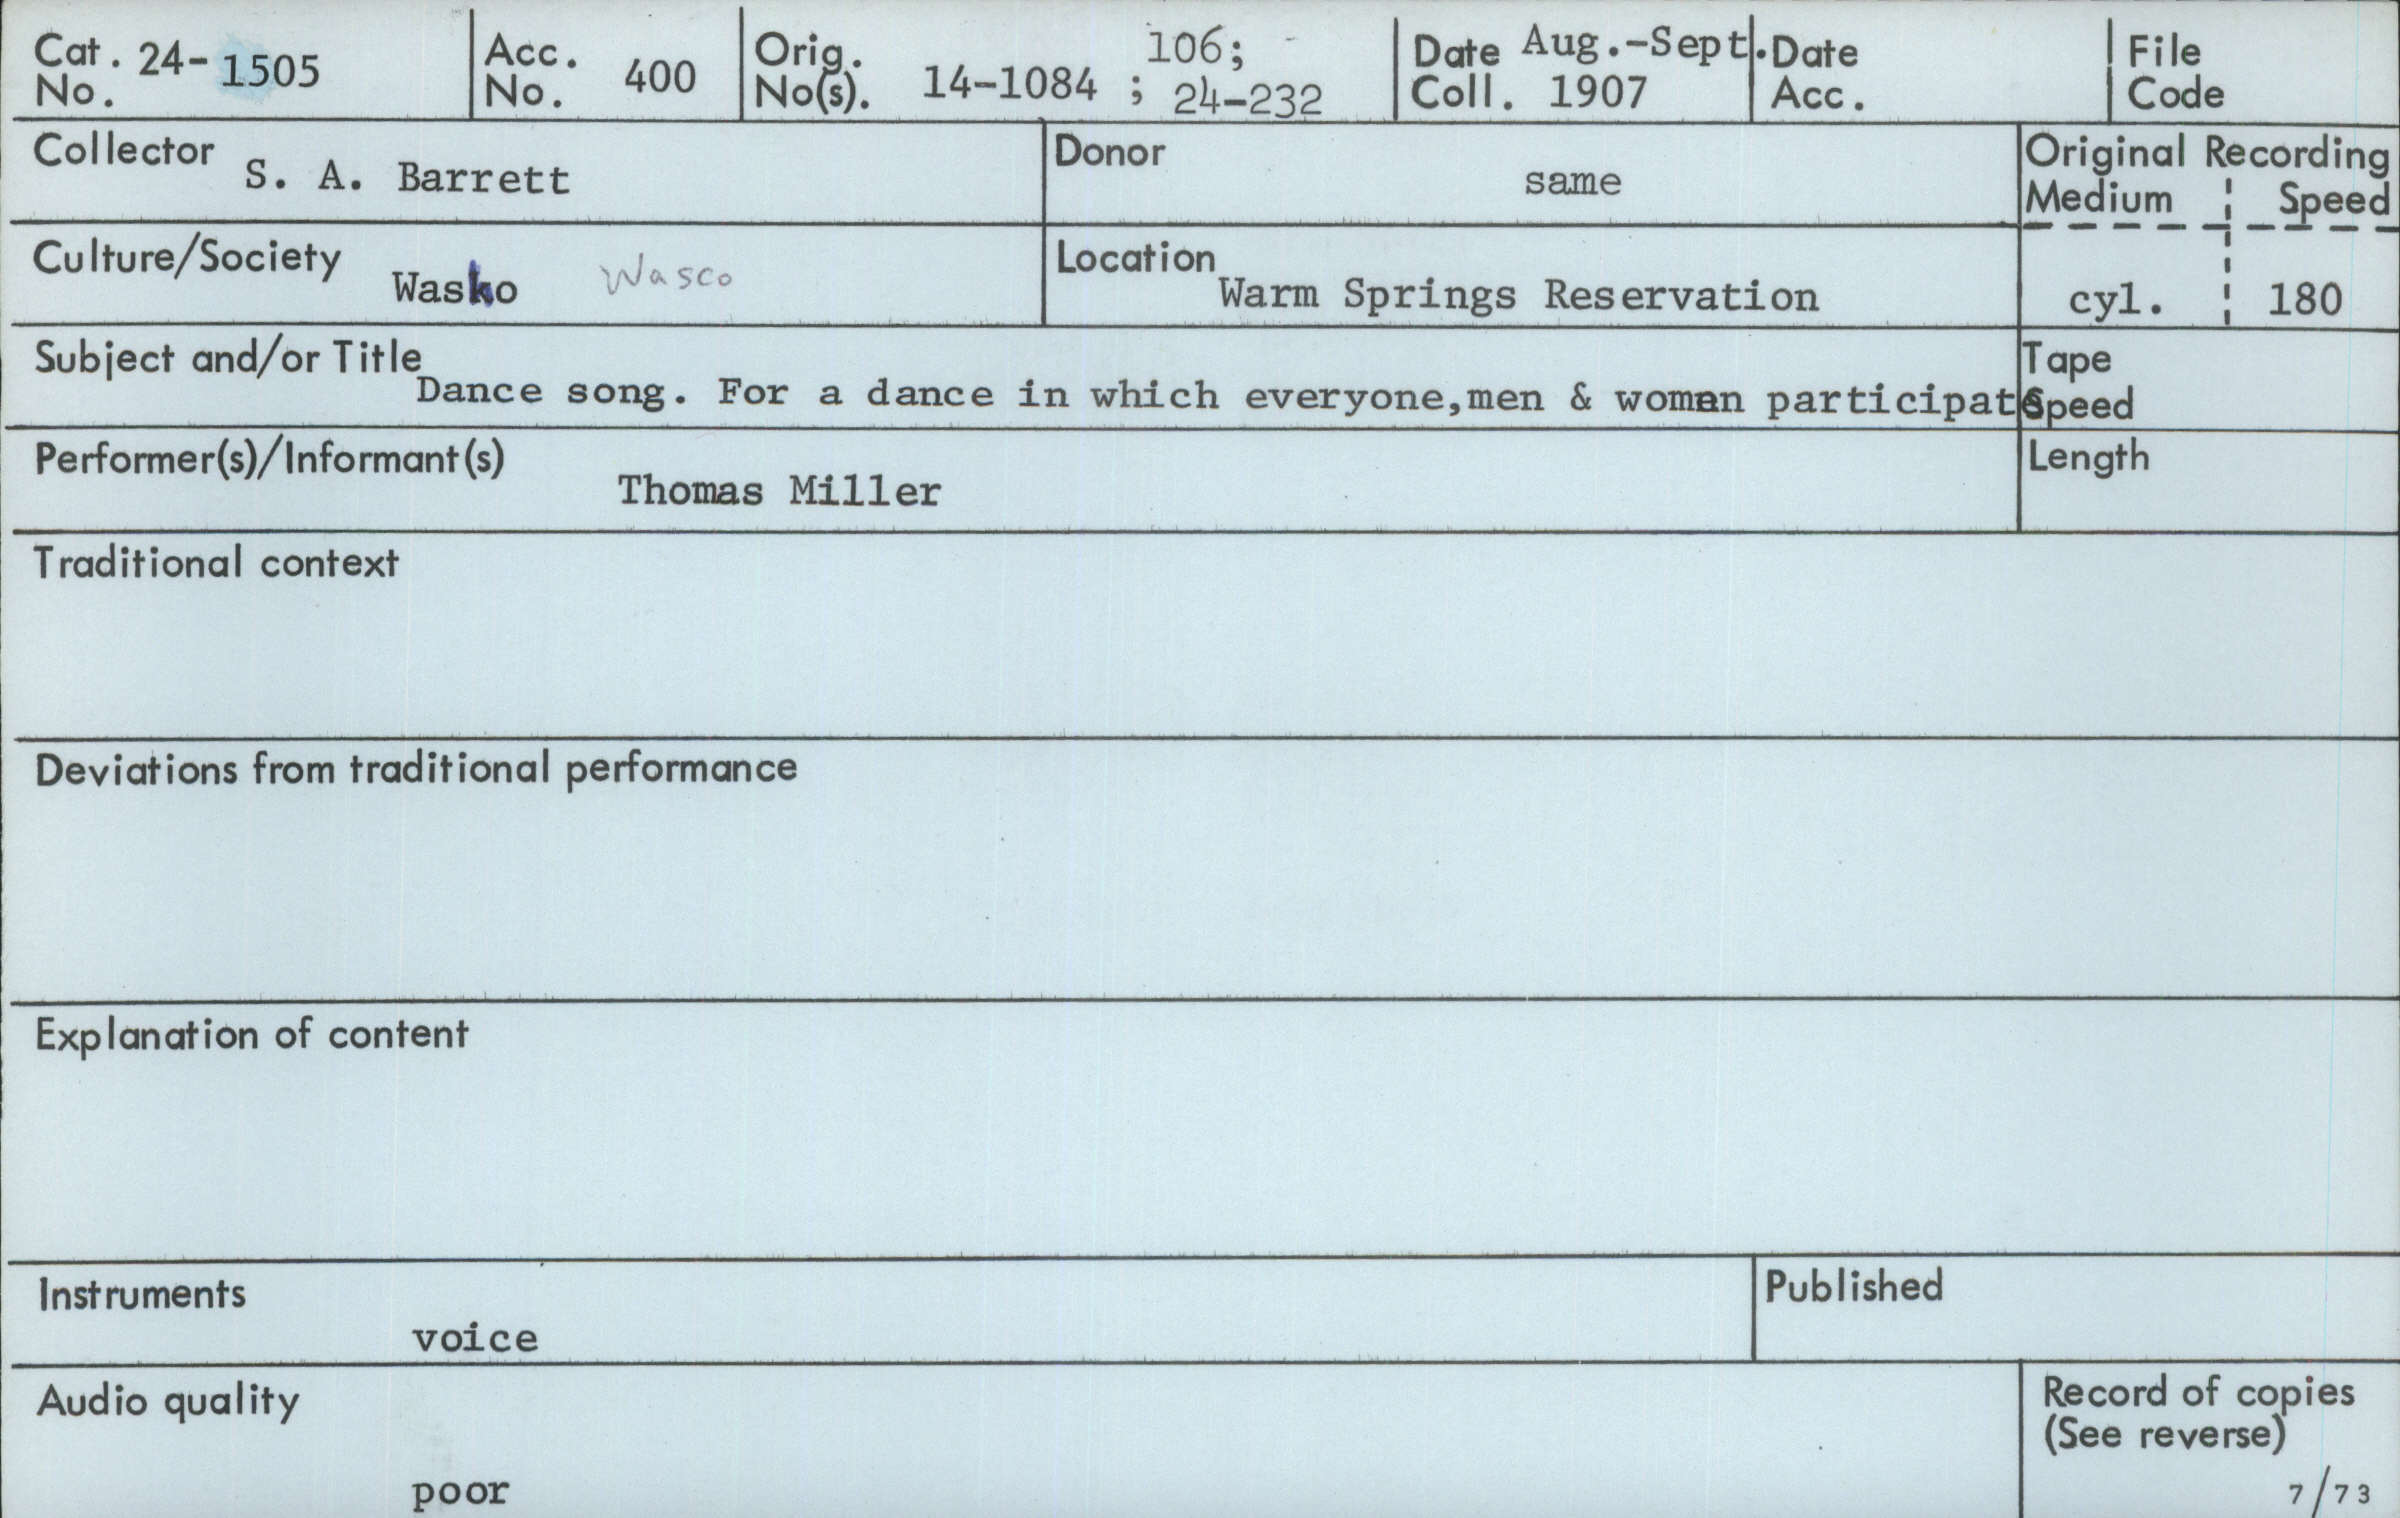 Cat. No. 24-1505
Acc. No. 400
Orig. No(s). 14-1084 ; 106; 24-232
Date Coll. Aug.-Sept. 1907
Date Acc.
File Code
Collector S. A. Barrett
Donor same
Original Recording
Medium Speed
Culture/Society Wasko Wasco
Location Warm Springs Reservation
cyl. 180
Subject and/or Title Dance song. For a dance in which everyone,men & women participate
Tape Speed
Performer(s)/Informant(s) Thomas Miller
Length
Traditional context
Deviations from traditional performance
Explanation of content
Instruments voice
Published
Audio quality poor
Record of copies
(See reverse)
7/73